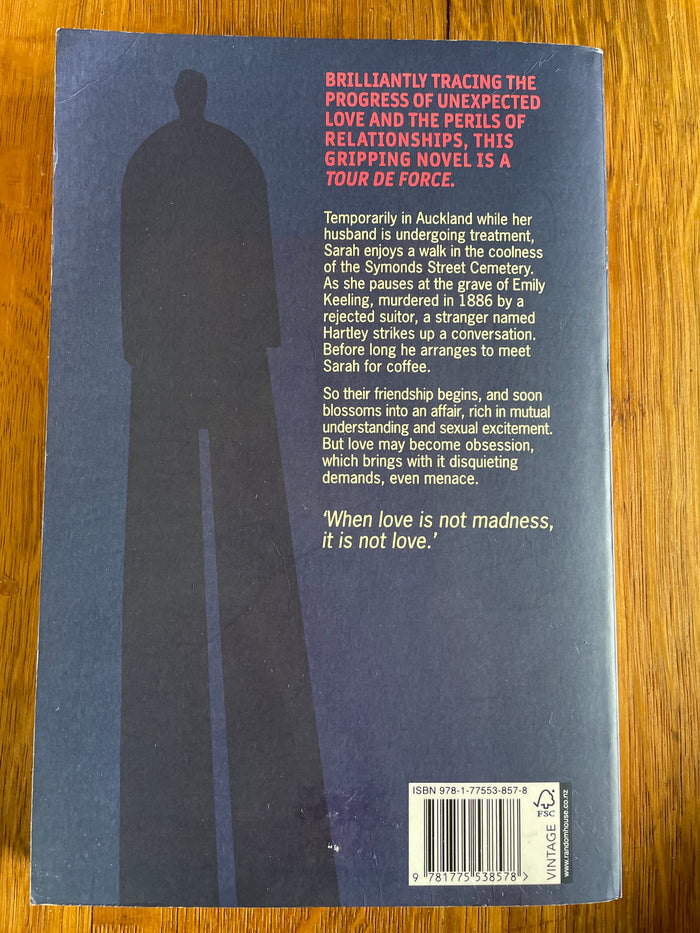 BRILLIANTLY TRACING THE
PROGRESS OF UNEXPECTED
LOVE AND THE PERILS OF
RELATIONSHIPS, THIS
GRIPPING NOVEL IS A
TOUR DE FORCE.
Temporarily in Auckland while her
husband is undergoing treatment,
Sarah enjoys a walk in the coolness
of the Symonds Street Cemetery.
As she pauses at the grave of Emily
Keeling, murdered in 1886 by a
rejected suitor, a stranger named
Hartley strikes up a conversation.
Before long he arranges to meet
Sarah for coffee.
So their friendship begins, and soon
blossoms into an affair, rich in mutual
understanding and sexual excitement.
But love may become obsession,
which brings with it disquieting
demands, even menace.
‘When love is not madness,
it is not love.’
ISBN 978-1-77553-857-8
FSC
VINTAGE
www.randomhouse.co.nz
9 781775 538578 >